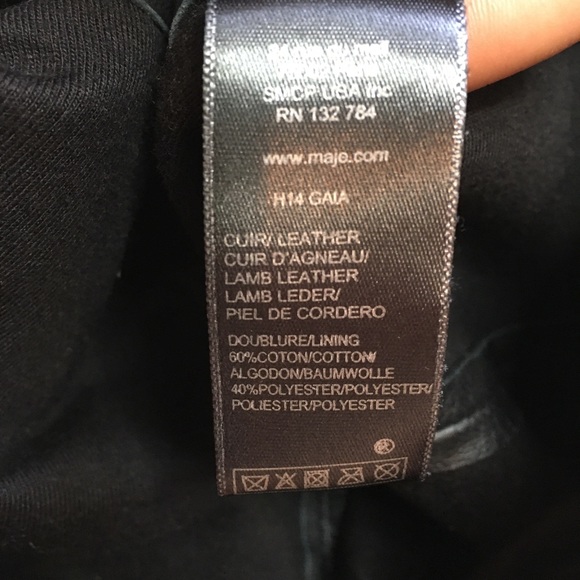 SMCP USA Inc
RN 132 784
www.maje.com
H14 GAIA
CUIR/ LEATHER
CUIR D'AGNEAU/
LAMB LEATHER
LAMB LEDER/
PIEL DE CORDERO
DOUBLURE/LINING
60%COTON/COTTON/
ALGODON/BAUMWOLLE
40%POLYESTER/POLYESTER/
POLIESTER/POLYESTER